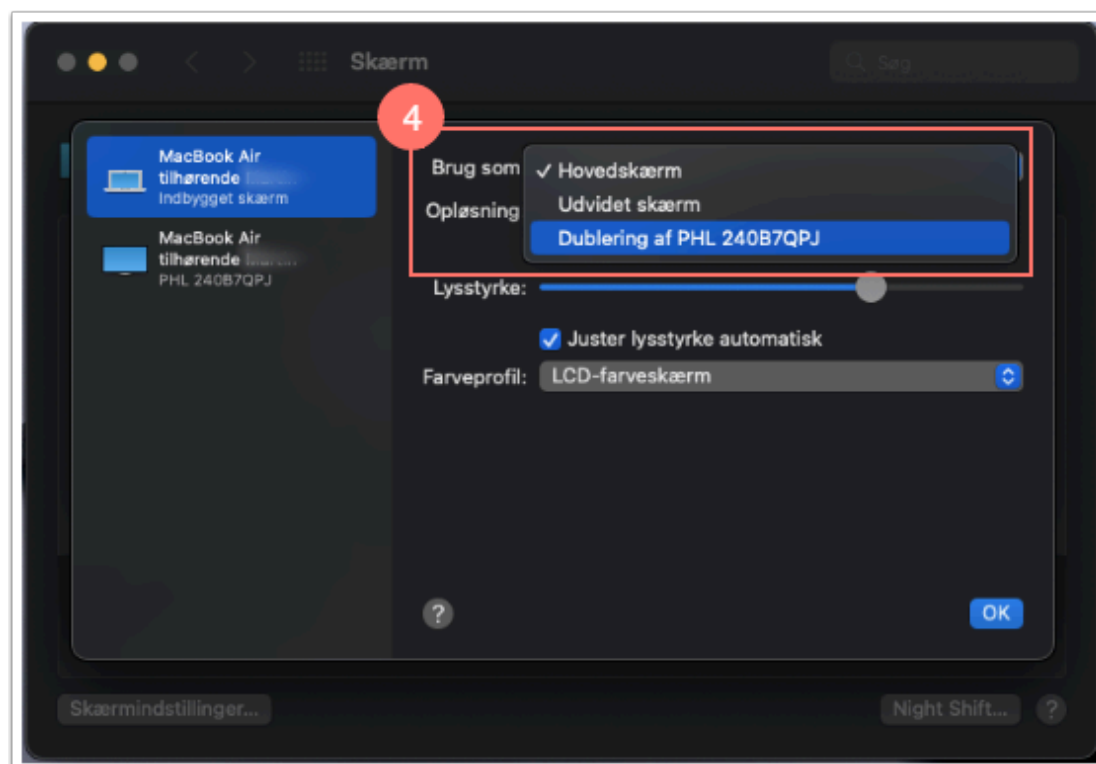 Skærm
Søg
4
MacBook Air
tilhørende
Indbygget skærm
MacBook Air
tilhørende
PHL 240B7QPJ
Brug som
✓ Hovedskærm
Udvidet skærm
Dublering af PHL 240B7QPJ
Opløsning
Lysstyrke:
Juster lysstyrke automatisk
Farveprofil:
LCD-farveskærm
?
OK
Skærmindstillinger...
Night Shift...
?